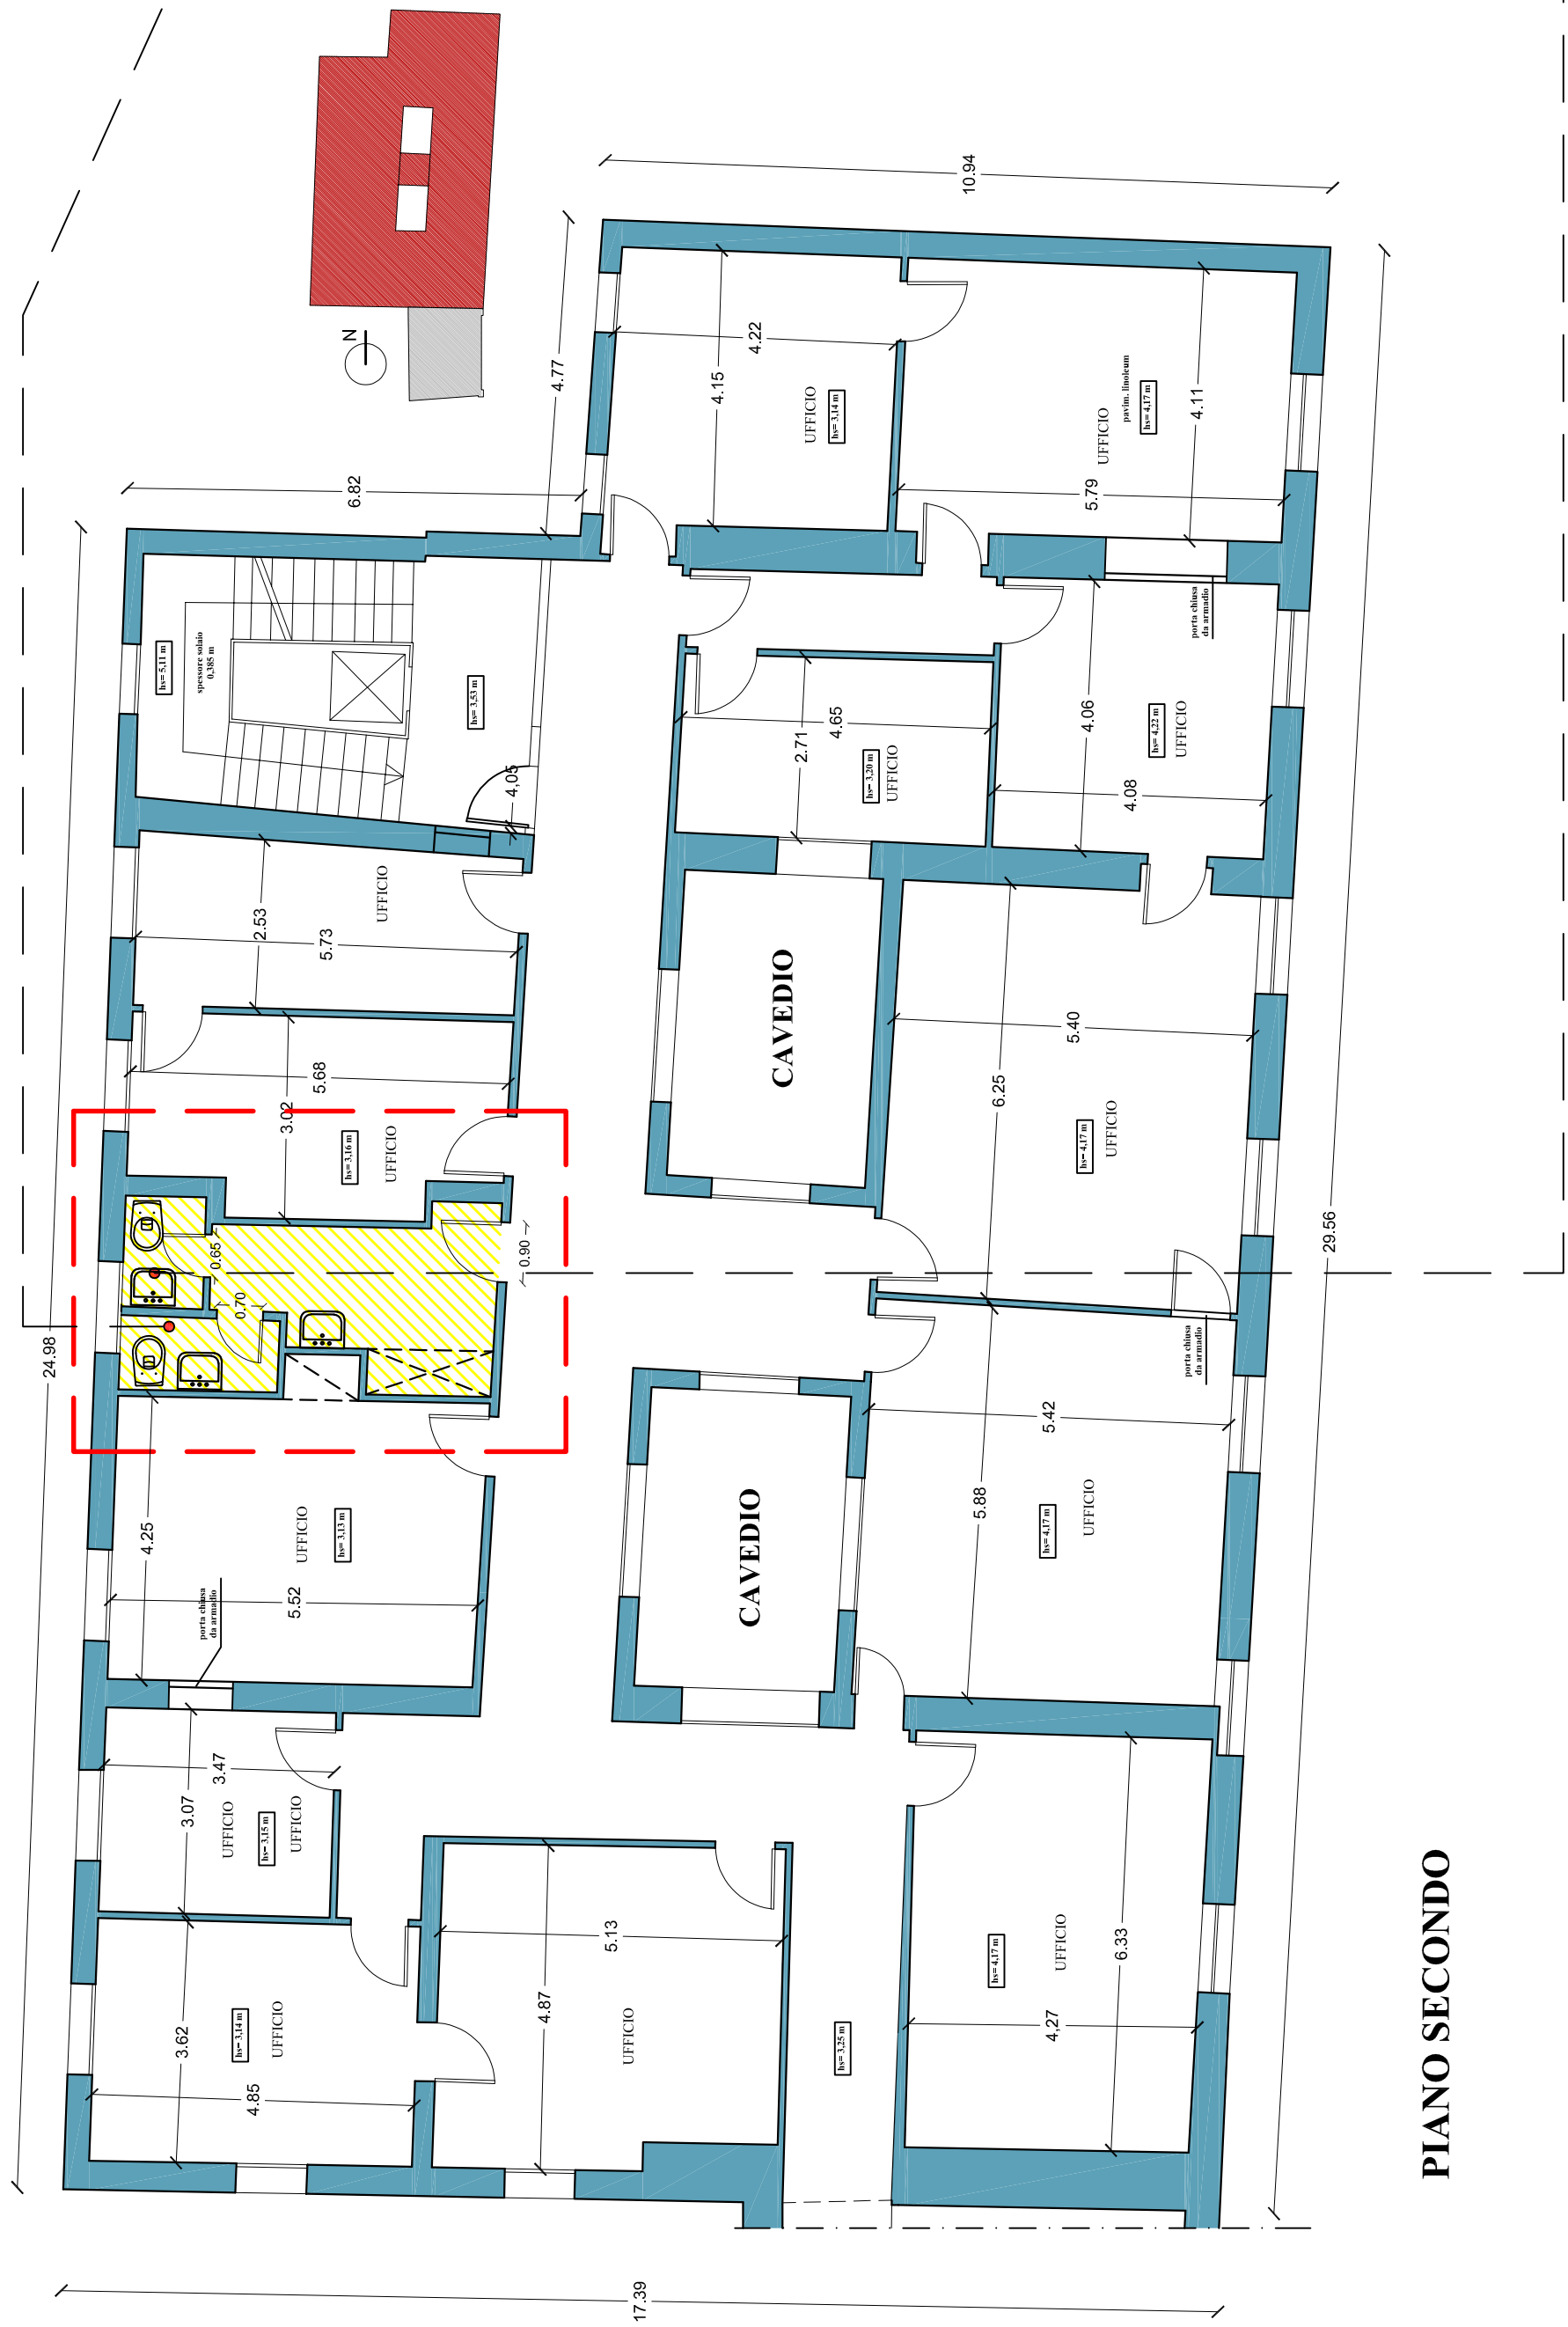 24.98
4.85
3.62
UFFICIO
hs= 3,14 m
3.47
3.07
UFFICIO
hs= 3,15 m
UFFICIO
porta chiusa
da armadio
4.25
5.52
UFFICIO
hs= 3,13 m
0.65
0.70
0.90
3.02
5.68
hs= 3,16 m
UFFICIO
2.53
5.73
UFFICIO
hs= 5,11 m
spessore solaio
0,385 m
hs= 3,53 m
4,05
6.82
N
4.77
10.94
17.39
4.87
5.13
UFFICIO
hs= 3,25 m
CAVEDIO
CAVEDIO
2.71
4.65
hs= 3,20 m
UFFICIO
4.15
4.22
UFFICIO
hs= 3,14 m
4,27
6.33
hs= 4,17 m
UFFICIO
5.88
5.42
hs= 4,17 m
UFFICIO
porta chiusa
da armadio
6.25
5.40
hs= 4,17 m
UFFICIO
4.08
4.06
hs= 4,22 m
UFFICIO
porta chiusa
da armadio
5.79
4.11
UFFICIO
pavim. linoleum
hs= 4,17 m
29.56
PIANO SECONDO